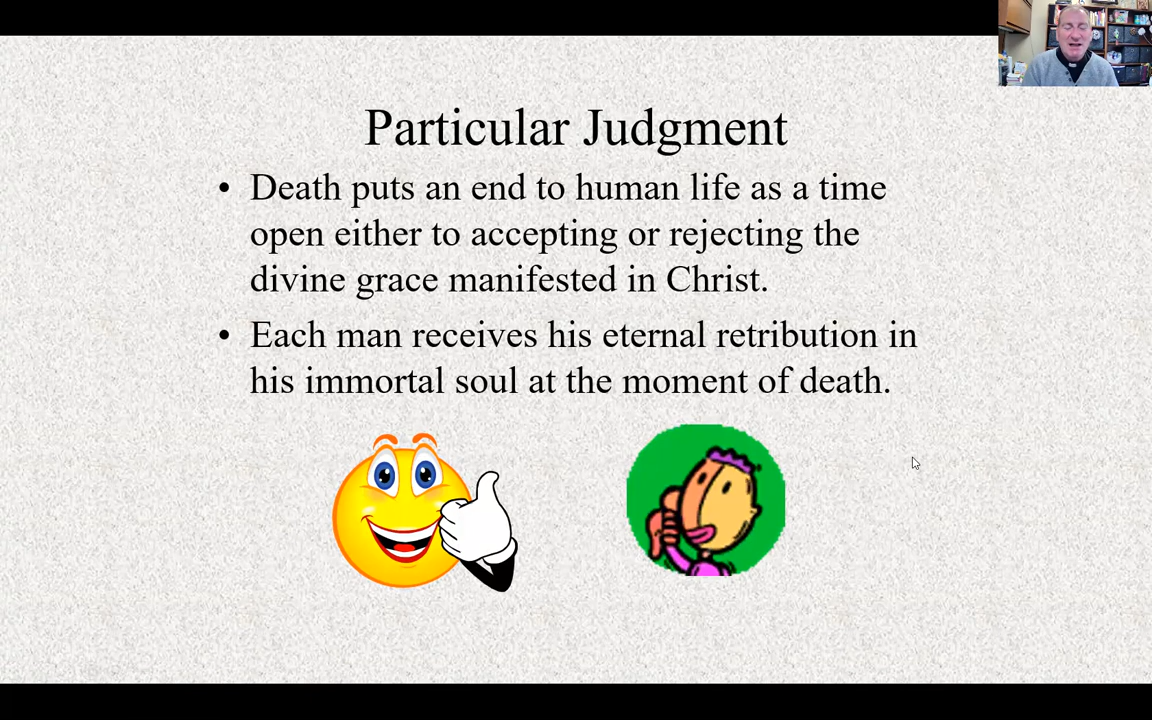 Particular Judgment
• Death puts an end to human life as a time
open either to accepting or rejecting the
divine grace manifested in Christ.
• Each man receives his eternal retribution in
his immortal soul at the moment of death.